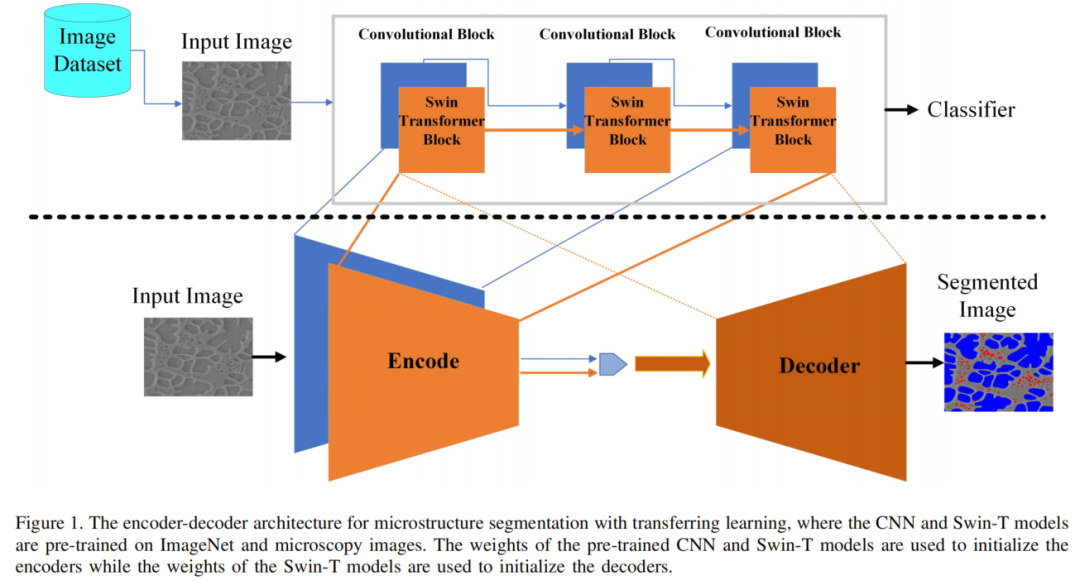 Image
Dataset
Input Image
Convolutional Block
Convolutional Block
Convolutional Block
Swin
Transformer
Block
Swin
Transformer
Block
Swin
Transformer
Block
Classifier
Input Image
Encode
Decoder
Segmented
Image
Figure 1. The encoder-decoder architecture for microstructure segmentation with transferring learning, where the CNN and Swin-T models
are pre-trained on ImageNet and microscopy images. The weights of the pre-trained CNN and Swin-T models are used to initialize the
encoders while the weights of the Swin-T models are used to initialize the decoders.